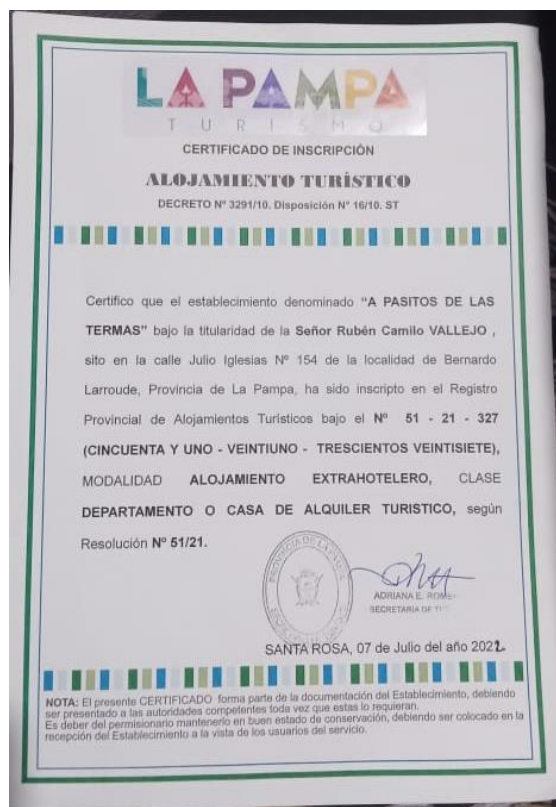 LA PAMPA
TURISMO
CERTIFICADO DE INSCRIPCIÓN
ALOJAMIENTO TURÍSTICO
DECRETO Nº 3291/10. Disposición Nº 16/10. ST
Certifico que el establecimiento denominado “A PASITOS DE LAS
TERMAS” bajo la titularidad de la Señor Rubén Camilo VALLEJO ,
sito en la calle Julio Iglesias Nº 154 de la localidad de Bernardo
Larroude, Provincia de La Pampa, ha sido inscripto en el Registro
Provincial de Alojamientos Turísticos bajo el Nº 51 - 21 - 327
(CINCUENTA Y UNO - VEINTIUNO - TRESCIENTOS VEINTISIETE),
MODALIDAD ALOJAMIENTO EXTRAHOTELERO, CLASE
DEPARTAMENTO O CASA DE ALQUILER TURISTICO, según
Resolución Nº 51/21.
PROVINCIA DE LA PAMPA
ADRIANA E.
SECRETARIA DE
SANTA ROSA, 07 de Julio del año 2022
NOTA: El presente CERTIFICADO forma parte de la documentación del Establecimiento, debiendo
ser presentado a las autoridades competentes toda vez que estas lo requieran.
Es deber del permisionario mantenerlo en buen estado de conservación, debiendo ser colocado en la
recepción del Establecimiento a la vista de los usuarios del servicio.